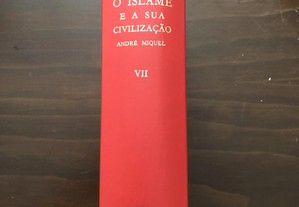 O ISLAME
E A SUA
CIVILIZAÇÃO
ANDRÉ MIQUEL
VII